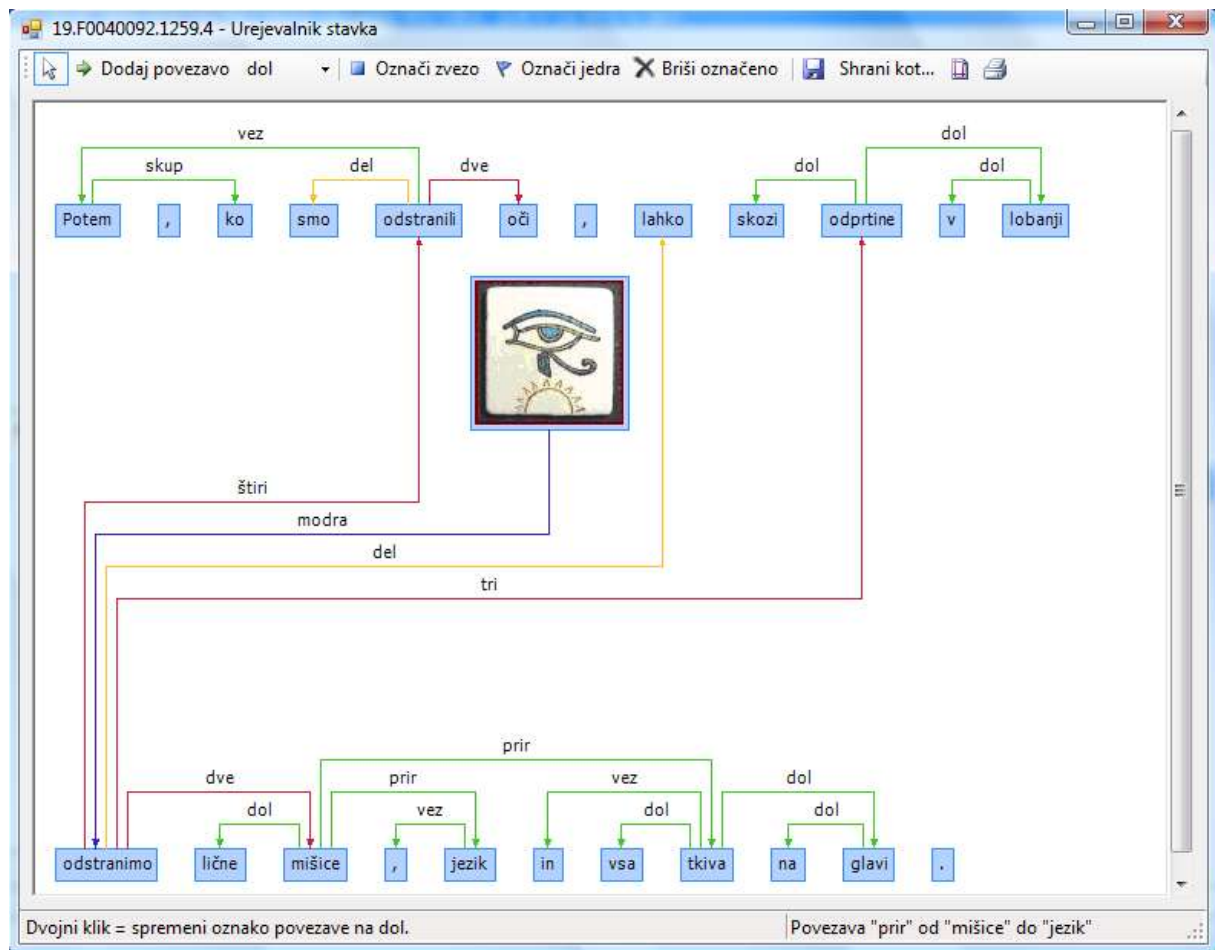 19.F0040092.1259.4 - Urejevalnik stavka
Dodaj povezavo dol Označi zvezo Označi jedra Briši označeno Shrani kot...
vez dol
skup del dve dol dol
Potem , ko smo odstranili oči , lahko skozi odprtine v lobanji
štiri
modra
del
tri
prir
dve prir vez dol
dol vez dol dol
odstranimo lične mišice , jezik in vsa tkiva na glavi .
Dvojni klik = spremeni oznako povezave na dol. Povezava "prir" od "mišice" do "jezik"